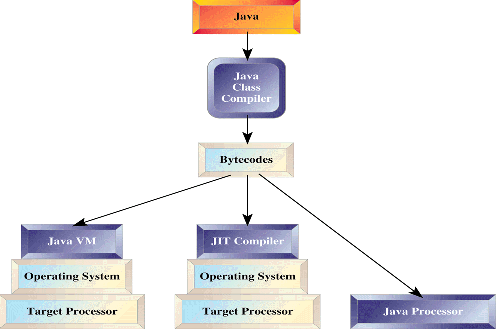 Java
Java
Class
Compiler
Bytecodes
Java VM
JIT Compiler
Operating System
Operating System
Target Processor
Target Processor
Java Processor